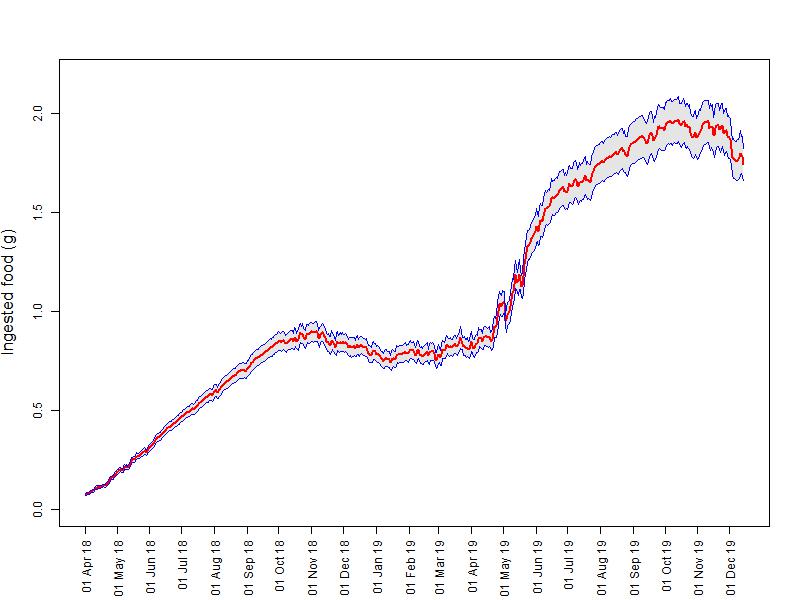 Ingested food (g)
2.0
1.5
1.0
0.5
0.0
01 Apr 18
01 May 18
01 Jun 18
01 Jul 18
01 Aug 18
01 Sep 18
01 Oct 18
01 Nov 18
01 Dec 18
01 Jan 19
01 Feb 19
01 Mar 19
01 Apr 19
01 May 19
01 Jun 19
01 Jul 19
01 Aug 19
01 Sep 19
01 Oct 19
01 Nov 19
01 Dec 19